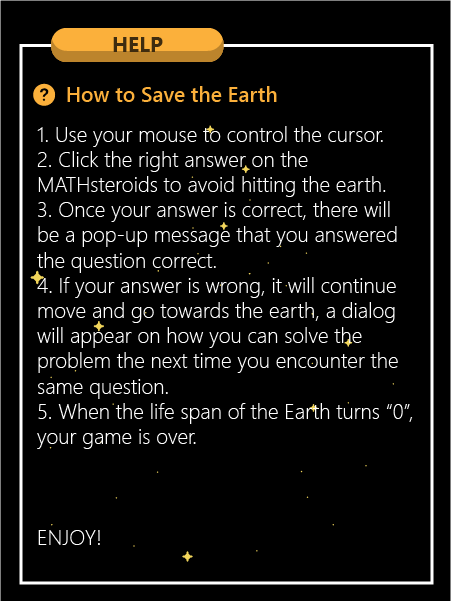 HELP
? How to Save the Earth
1. Use your mouse to control the cursor.
2. Click the right answer on the
MATHsteroids to avoid hitting the earth.
3. Once your answer is correct, there will
be a pop-up message that you answered
the question correct.
4. If your answer is wrong, it will continue
move and go towards the earth, a dialog
will appear on how you can solve the
problem the next time you encounter the
same question.
5. When the life span of the Earth turns “0”,
your game is over.
ENJOY!